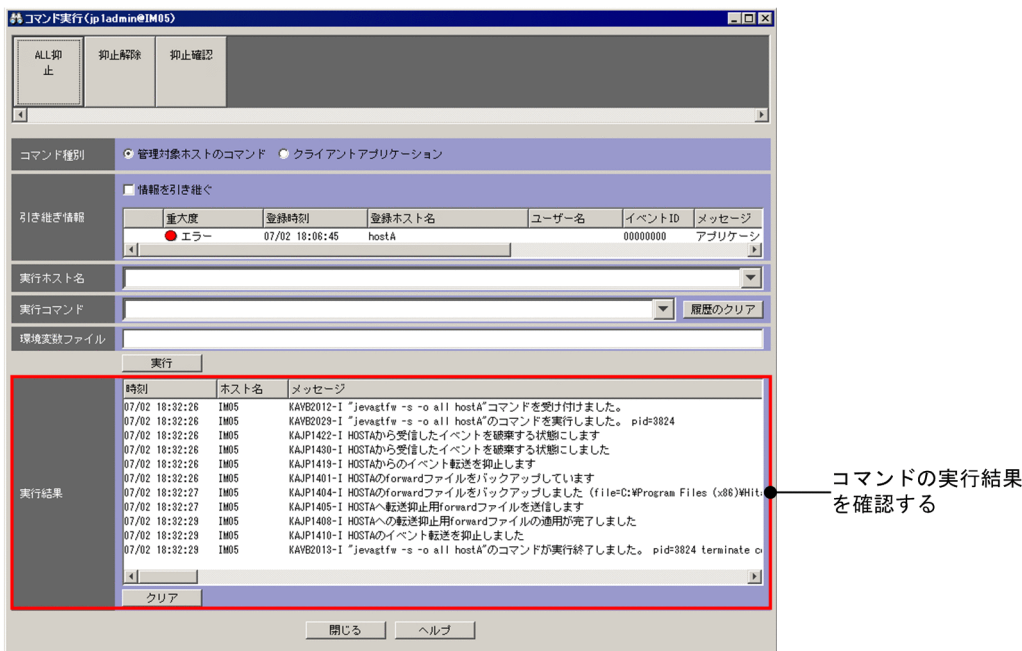 コマンド実行(jp1admin@IM05)
ALL抑
止
抑止解除
抑止確認
コマンド種別
管理対象ホストのコマンド クライアントアプリケーション
引き継ぎ情報
情報を引き継ぐ
重大度 登録時刻 登録ホスト名 ユーザー名 イベントID メッセージ
エラー 07/02 18:06:45 hostA 00000000 アプリケーシ
実行ホスト名
実行コマンド 履歴のクリア
環境変数ファイル
実行
実行結果
時刻 ホスト名 メッセージ
07/02 18:32:26 IM05 KAVB2012-I "jevagtfw -s -o all hostA"コマンドを受け付けました。
07/02 18:32:26 IM05 KAVB2029-I "jevagtfw -s -o all hostA"のコマンドを実行しました。 pid=3824
07/02 18:32:26 IM05 KAJP1422-I HOSTAから受信したイベントを破棄する状態にします
07/02 18:32:26 IM05 KAJP1430-I HOSTAから受信したイベントを破棄する状態にしました
07/02 18:32:26 IM05 KAJP1419-I HOSTAからのイベント転送を抑止します
07/02 18:32:26 IM05 KAJP1401-I HOSTAのforwardファイルをバックアップしています
07/02 18:32:27 IM05 KAJP1404-I HOSTAのforwardファイルをバックアップしました (file=C:¥Program Files (x86)¥Hit
07/02 18:32:27 IM05 KAJP1405-I HOSTAへ転送抑止用forwardファイルを送信します
07/02 18:32:29 IM05 KAJP1408-I HOSTAへの転送抑止用forwardファイルの適用が完了しました
07/02 18:32:29 IM05 KAJP1410-I HOSTAのイベント転送を抑止しました
07/02 18:32:29 IM05 KAVB2013-I "jevagtfw -s -o all hostA"のコマンドが実行終了しました。 pid=3824 terminate c
クリア
閉じる ヘルプ
コマンドの実行結果
を確認する